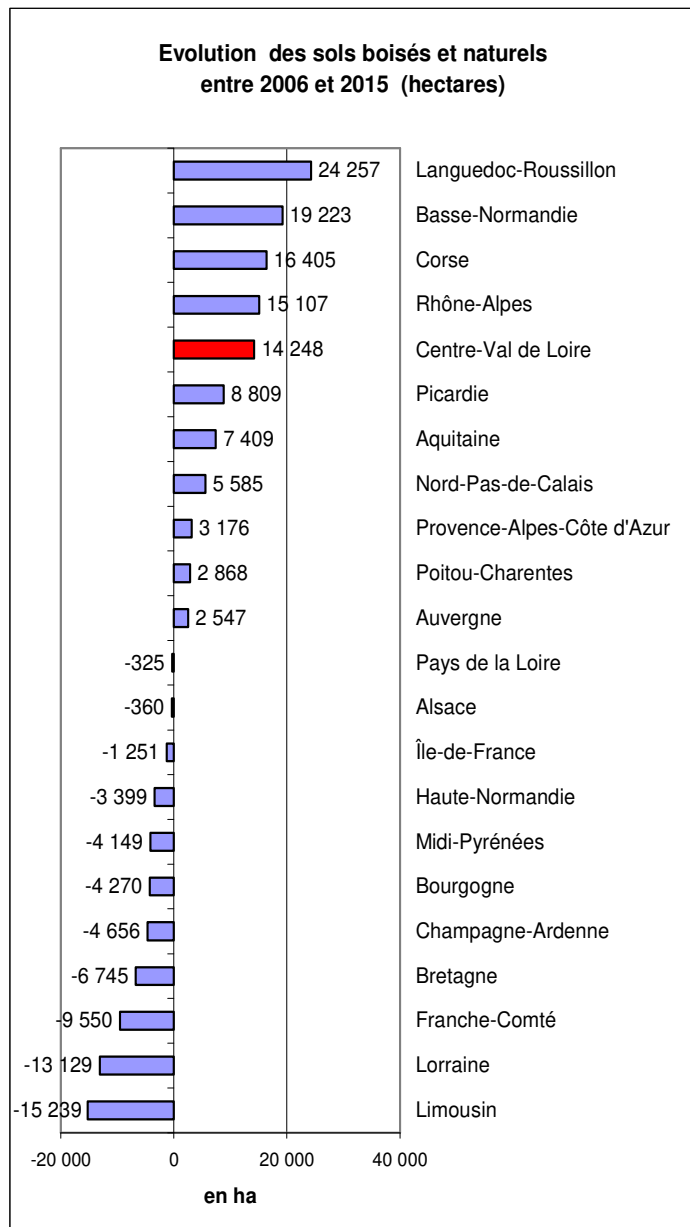 Evolution des sols boisés et naturels
entre 2006 et 2015 (hectares)
24 257 Languedoc-Roussillon
19 223 Basse-Normandie
16 405 Corse
15 107 Rhône-Alpes
14 248 Centre-Val de Loire
8 809 Picardie
7 409 Aquitaine
5 585 Nord-Pas-de-Calais
3 176 Provence-Alpes-Côte d'Azur
2 868 Poitou-Charentes
2 547 Auvergne
-325 Pays de la Loire
-360 Alsace
-1 251 Île-de-France
-3 399 Haute-Normandie
-4 149 Midi-Pyrénées
-4 270 Bourgogne
-4 656 Champagne-Ardenne
-6 745 Bretagne
-9 550 Franche-Comté
-13 129 Lorraine
-15 239 Limousin
-20 000 0 20 000 40 000
en ha